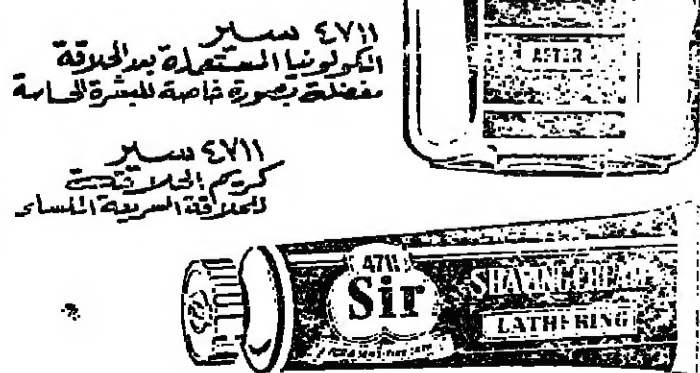 ٤٧١١ سير
الكولونيا المستعملة بعد الحلاقة
مفضلة بصورة خاصة للبشرة الحساسة
AFTER
٤٧١١ سير
كريم الحلاقة
للحلاقة السريعة الملساء
4711
Sir
SHAVING CREAM
LATHERING